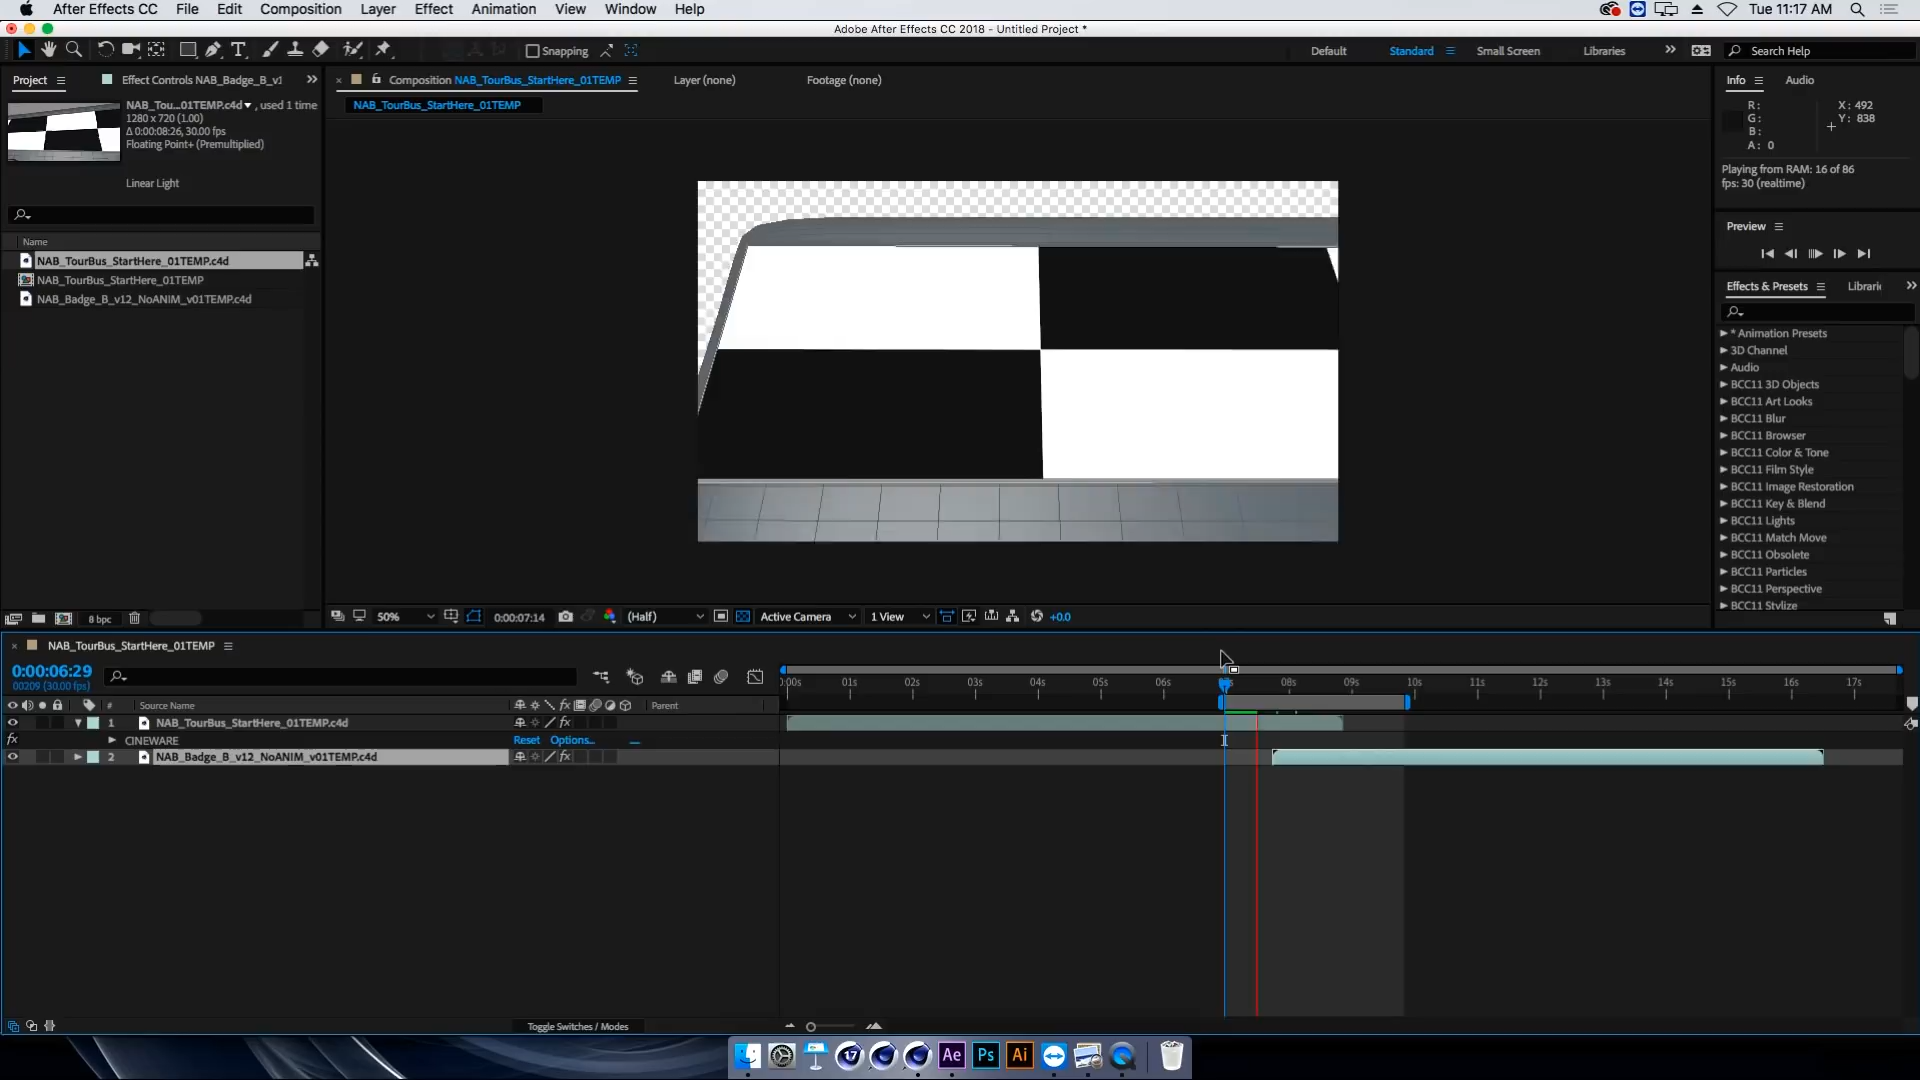 After Effects CC File Edit Composition Layer Effect Animation View Window Help Tue 11:17 AM
Adobe After Effects CC 2018 - Untitled Project *
Snapping Default Standard Small Screen Libraries Search Help
Project Effect Controls NAB_Badge_B_v1 Composition NAB_TourBus_StartHere_01TEMP Layer (none) Footage (none) Info Audio
NAB_Tou...01TEMP.c4d , used 1 time
1280 x 720 (1.00)
Δ 0:00:08:26, 30.00 fps
Floating Point+ (Premultiplied)
Linear Light
NAB_TourBus_StartHere_01TEMP
R: X: 492
G: Y: 838
B:
A: 0
Playing from RAM: 16 of 86
fps: 30 (realtime)
Preview
Name
NAB_TourBus_StartHere_01TEMP.c4d
NAB_TourBus_StartHere_01TEMP
NAB_Badge_B_v12_NoANIM_v01TEMP.c4d
Effects & Presets Librari
* Animation Presets
3D Channel
Audio
BCC11 3D Objects
BCC11 Art Looks
BCC11 Blur
BCC11 Browser
BCC11 Color & Tone
BCC11 Film Style
BCC11 Image Restoration
BCC11 Key & Blend
BCC11 Lights
BCC11 Match Move
BCC11 Obsolete
BCC11 Particles
BCC11 Perspective
BCC11 Stylize
8 bpc 50% 0:00:07:14 (Half) Active Camera 1 View +0.0
NAB_TourBus_StartHere_01TEMP
0:00:06:29
00209 (30.00 fps)
01s 02s 03s 04s 05s 06s 08s 09s 10s 11s 12s 13s 14s 15s 16s 17s
# Source Name Parent
1 NAB_TourBus_StartHere_01TEMP.c4d
fx CINEWARE Reset Options...
2 NAB_Badge_B_v12_NoANIM_v01TEMP.c4d
Toggle Switches / Modes
17 Ae Ps Ai